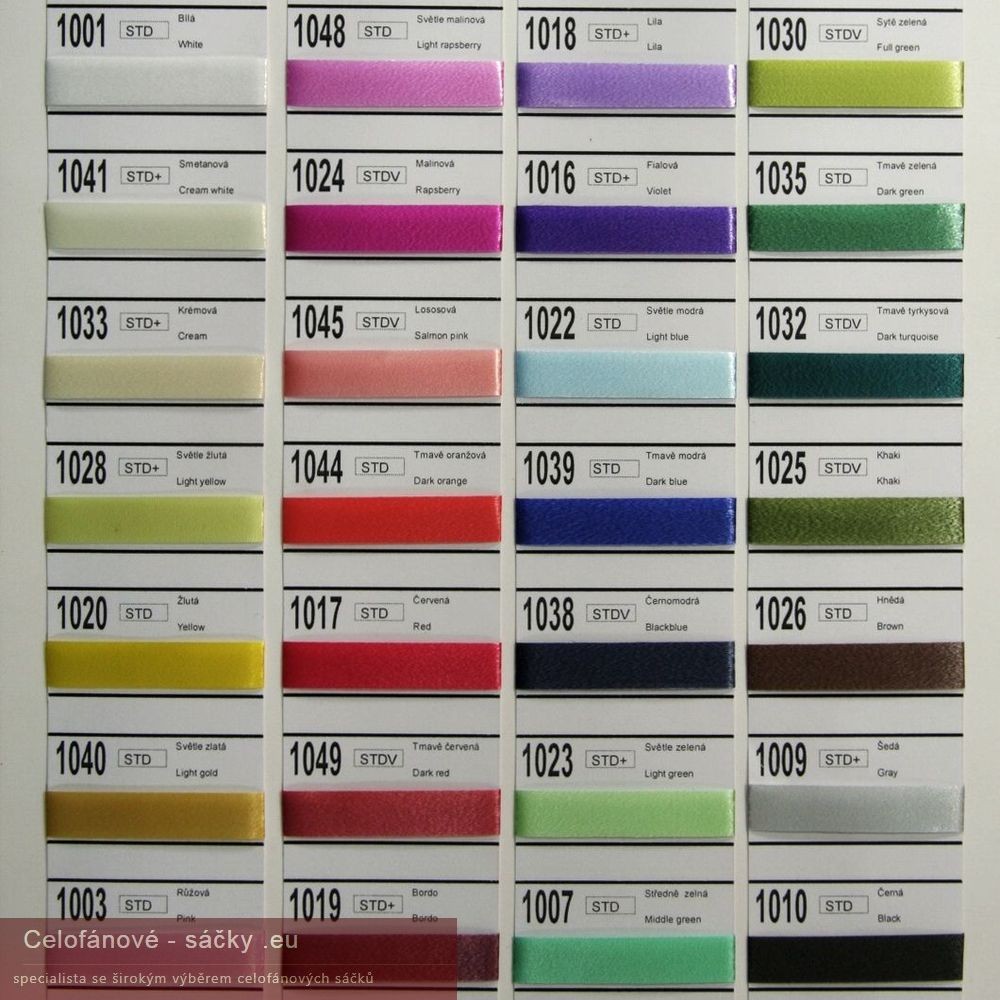 1001 STD Bílá
White
1048 STD Světle malinová
Light rapsberry
1018 STD+ Lila
Lila
1030 STDV Sytě zelená
Full green
1041 STD+ Smetanová
Cream white
1024 STDV Malinová
Rapsberry
1016 STD+ Fialová
Violet
1035 STD Tmavě zelená
Dark green
1033 STD+ Krémová
Cream
1045 STDV Lososová
Salmon pink
1022 STD Světle modrá
Light blue
1032 STDV Tmavě tyrkysová
Dark turquoise
1028 STD+ Světle žlutá
Light yellow
1044 STD Tmavě oranžová
Dark orange
1039 STD Tmavě modrá
Dark blue
1025 STDV Khaki
Khaki
1020 STD Žlutá
Yellow
1017 STD Červená
Red
1038 STDV Černomodrá
Blackblue
1026 STD Hnědá
Brown
1040 STD Světle zlatá
Light gold
1049 STDV Tmavě červená
Dark red
1023 STD+ Světle zelená
Light green
1009 STD+ Šedá
Gray
1003 STD Růžová
Pink
1019 STD+ Bordo
Bordo
1007 STD Středně zelná
Middle green
1010 STD Černá
Black
Celofánové - sáčky .eu
specialista se širokým výběrem celofánových sáčků